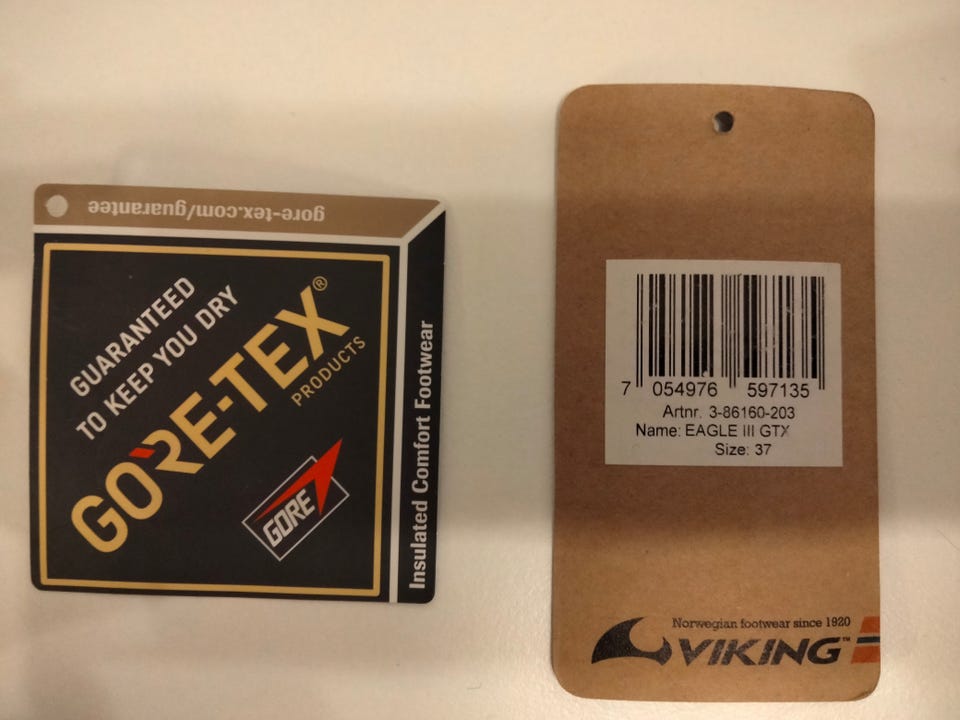 gore-tex.com/guarantee
GUARANTEED
TO KEEP YOU DRY
GORE-TEX®
PRODUCTS
GORE
Insulated Comfort Footwear
7 054976 597135
Artnr. 3-86160-203
Name: EAGLE III GTX
Size: 37
Norwegian footwear since 1920
VIKING™